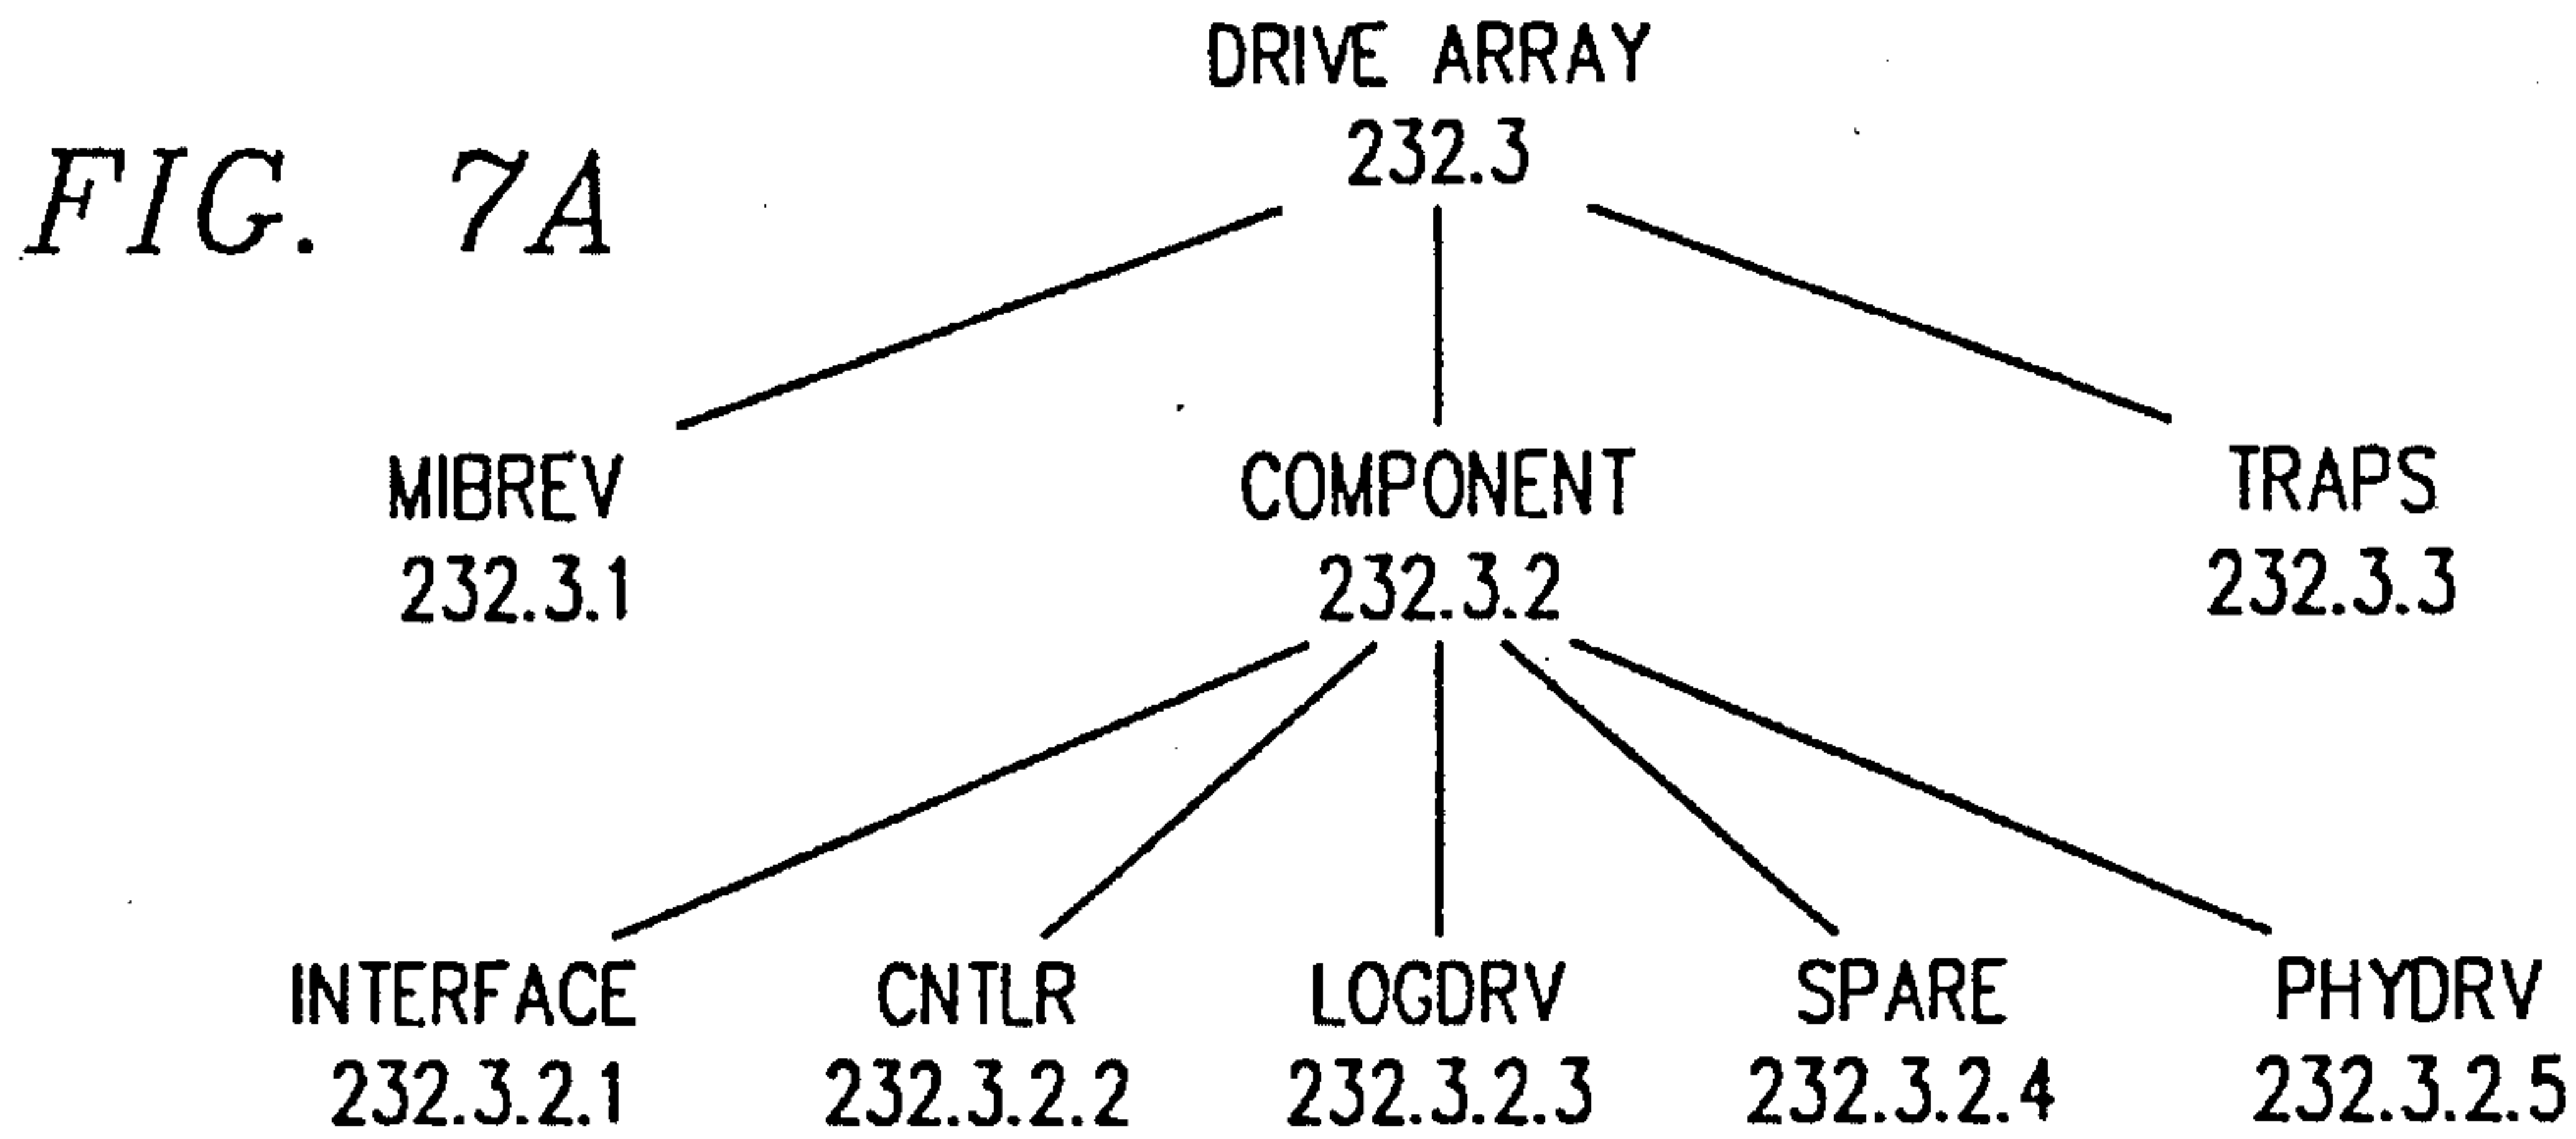 DRIVE ARRAY
232.3
FIG. 7A
MIBREV
232.3.1
COMPONENT
232.3.2
TRAPS
232.3.3
INTERFACE
232.3.2.1
CNTLR
232.3.2.2
LOGDRV
232.3.2.3
SPARE
232.3.2.4
PHYDRV
232.3.2.5